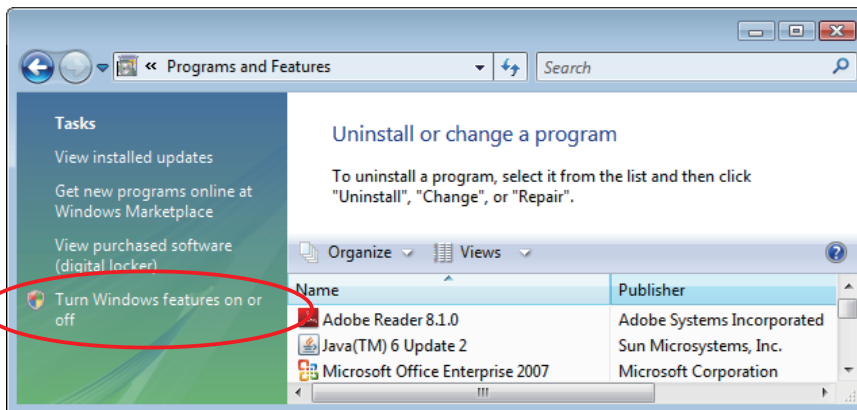 « Programs and Features
Search
Tasks
View installed updates
Get new programs online at
Windows Marketplace
View purchased software
(digital locker)
Turn Windows features on or
off
Uninstall or change a program
To uninstall a program, select it from the list and then click
"Uninstall", "Change", or "Repair".
Organize Views
Name Publisher
Adobe Reader 8.1.0 Adobe Systems Incorporated
Java(TM) 6 Update 2 Sun Microsystems, Inc.
Microsoft Office Enterprise 2007 Microsoft Corporation